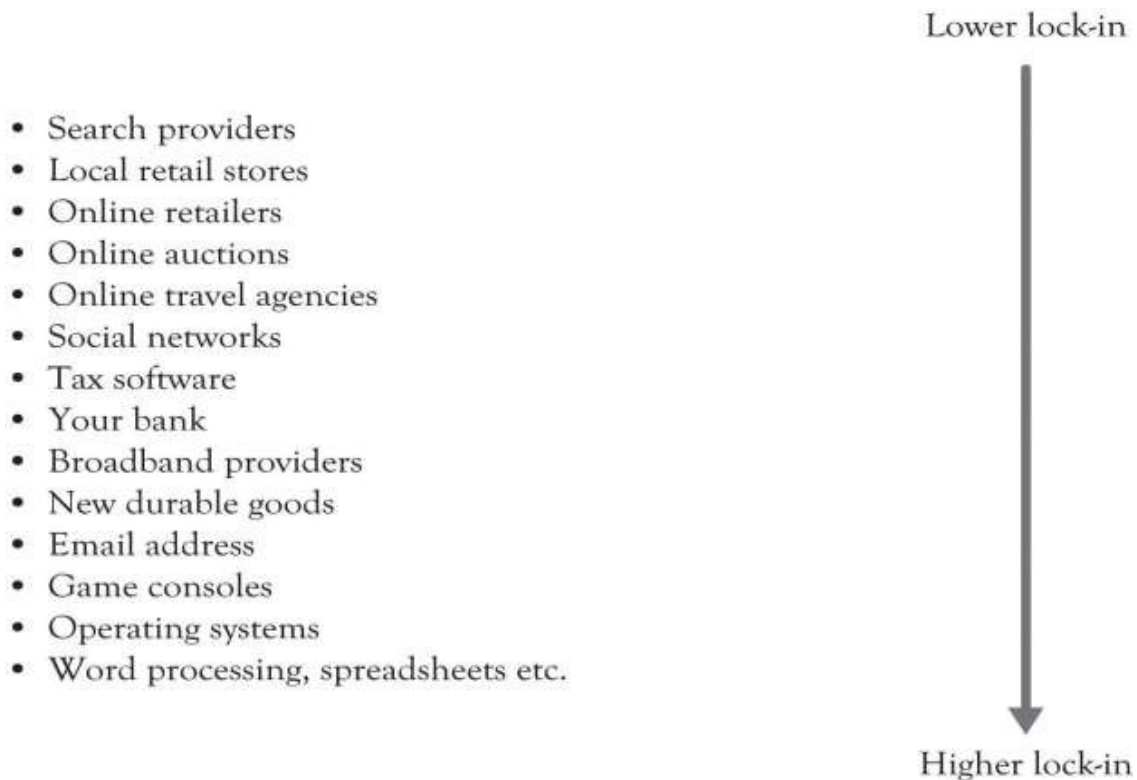 Lower lock-in
• Search providers
• Local retail stores
• Online retailers
• Online auctions
• Online travel agencies
• Social networks
• Tax software
• Your bank
• Broadband providers
• New durable goods
• Email address
• Game consoles
• Operating systems
• Word processing, spreadsheets etc.
Higher lock-in